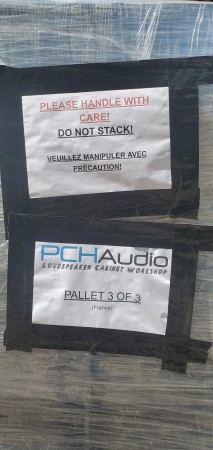 PLEASE HANDLE WITH
CARE!
DO NOT STACK!
VEUILLEZ MANIPULER AVEC
PRÉCAUTION!
PCHAudio
LOUDSPEAKER CABINET WORKSHOP
PALLET 3 OF 3
(France)